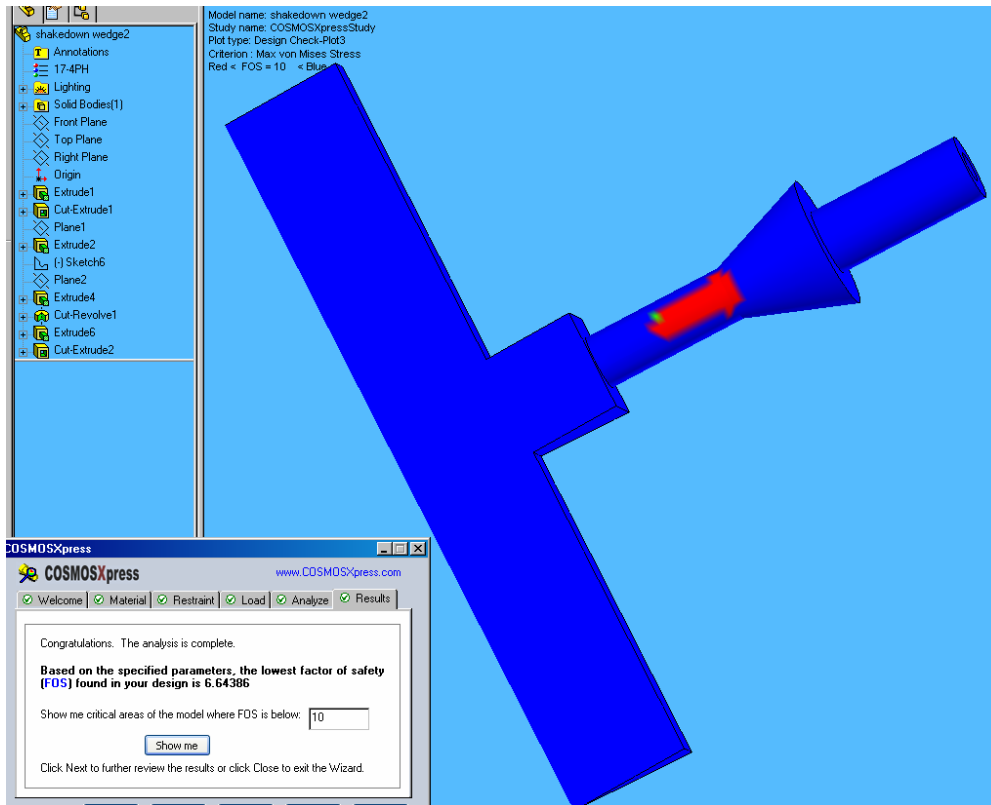 shakedown wedge2
Annotations
17-4PH
Lighting
Solid Bodies(1)
Front Plane
Top Plane
Right Plane
Origin
Extrude1
Cut-Extrude1
Plane1
Extrude2
(-) Sketch6
Plane2
Extrude4
Cut-Revolve1
Extrude6
Cut-Extrude2
Model name: shakedown wedge2
Study name: COSMOSXpressStudy
Plot type: Design Check-Plot3
Criterion : Max von Mises Stress
Red < FOS = 10 < Blue
COSMOSXpress
COSMOSXpress www.COSMOSXpress.com
Welcome Material Restraint Load Analyze Results
Congratulations. The analysis is complete.
Based on the specified parameters, the lowest factor of safety
(FOS) found in your design is 6.64386
Show me critical areas of the model where FOS is below: 10
Show me
Click Next to further review the results or click Close to exit the Wizard.